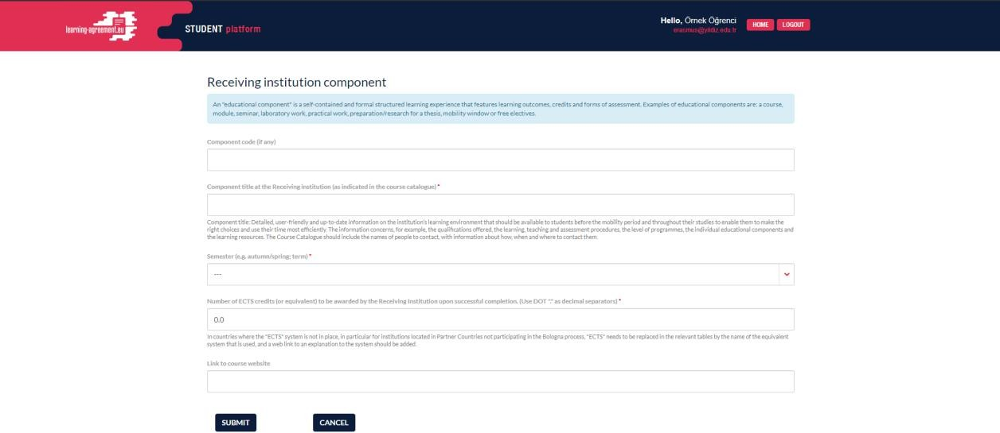 learning-agreement.eu
STUDENT platform
Hello, Örnek Öğrenci
erasmus@yildiz.edu.tr
HOME
LOGOUT
Receiving institution component
An "educational component" is a self-contained and formal structured learning experience that features learning outcomes, credits and forms of assessment. Examples of educational components are: a course,
module, seminar, laboratory work, practical work, preparation/research for a thesis, mobility window or free electives.
Component code (if any)
Component title at the Receiving institution (as indicated in the course catalogue) *
Component title: Detailed, user-friendly and up-to-date information on the institution's learning environment that should be available to students before the mobility period and throughout their studies to enable them to make the
right choices and use their time most efficiently. The information concerns, for example, the qualifications offered, the learning, teaching and assessment procedures, the level of programmes, the individual educational components and
the learning resources. The Course Catalogue should include the names of people to contact, with information about how, when and where to contact them.
Semester (e.g. autumn/spring; term) *
---
Number of ECTS credits (or equivalent) to be awarded by the Receiving Institution upon successful completion. (Use DOT "." as decimal separators) *
0.0
In countries where the "ECTS" system is not in place, in particular for institutions located in Partner Countries not participating in the Bologna process, "ECTS" needs to be replaced in the relevant tables by the name of the equivalent
system that is used, and a web link to an explanation to the system should be added.
Link to course website
SUBMIT
CANCEL